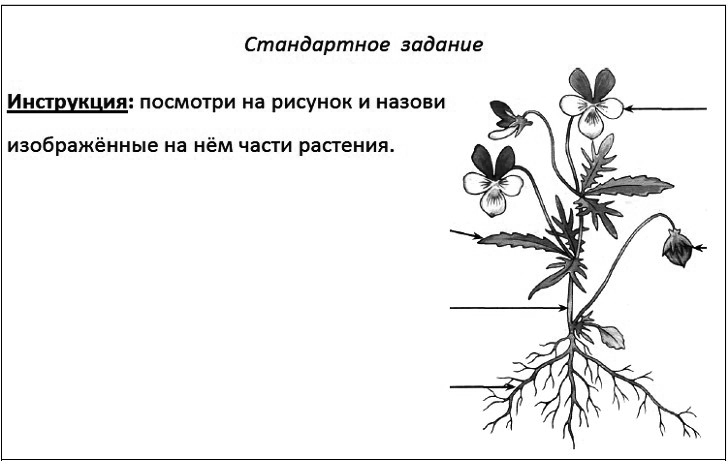 Стандартное задание
Инструкция: посмотри на рисунок и назови
изображённые на нём части растения.